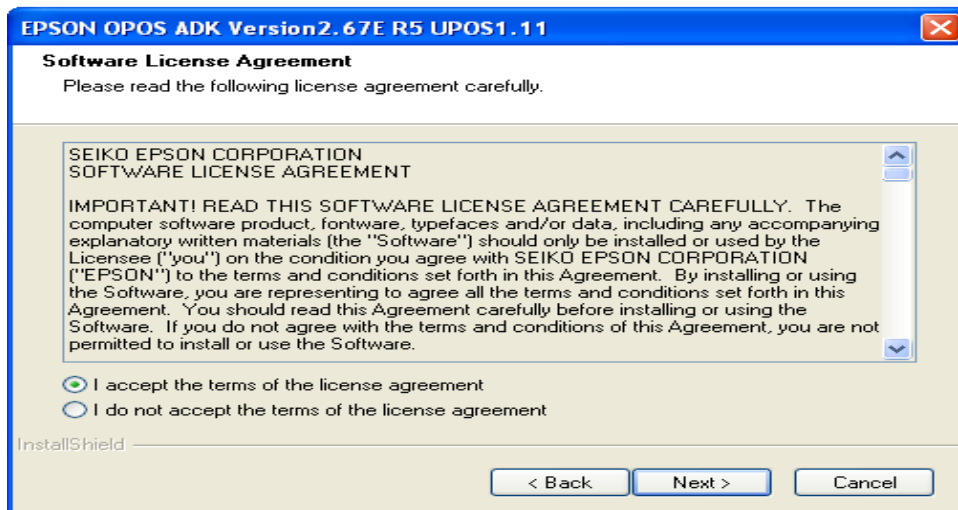 EPSON OPOS ADK Version2.67E R5 UPOS1.11
Software License Agreement
Please read the following license agreement carefully.
SEIKO EPSON CORPORATION
SOFTWARE LICENSE AGREEMENT
IMPORTANT! READ THIS SOFTWARE LICENSE AGREEMENT CAREFULLY. The
computer software product, fontware, typefaces and/or data, including any accompanying
explanatory written materials (the "Software") should only be installed or used by the
Licensee ("you") on the condition you agree with SEIKO EPSON CORPORATION
("EPSON") to the terms and conditions set forth in this Agreement. By installing or using
the Software, you are representing to agree all the terms and conditions set forth in this
Agreement. You should read this Agreement carefully before installing or using the
Software. If you do not agree with the terms and conditions of this Agreement, you are not
permitted to install or use the Software.
I accept the terms of the license agreement
I do not accept the terms of the license agreement
InstallShield
< Back
Next >
Cancel